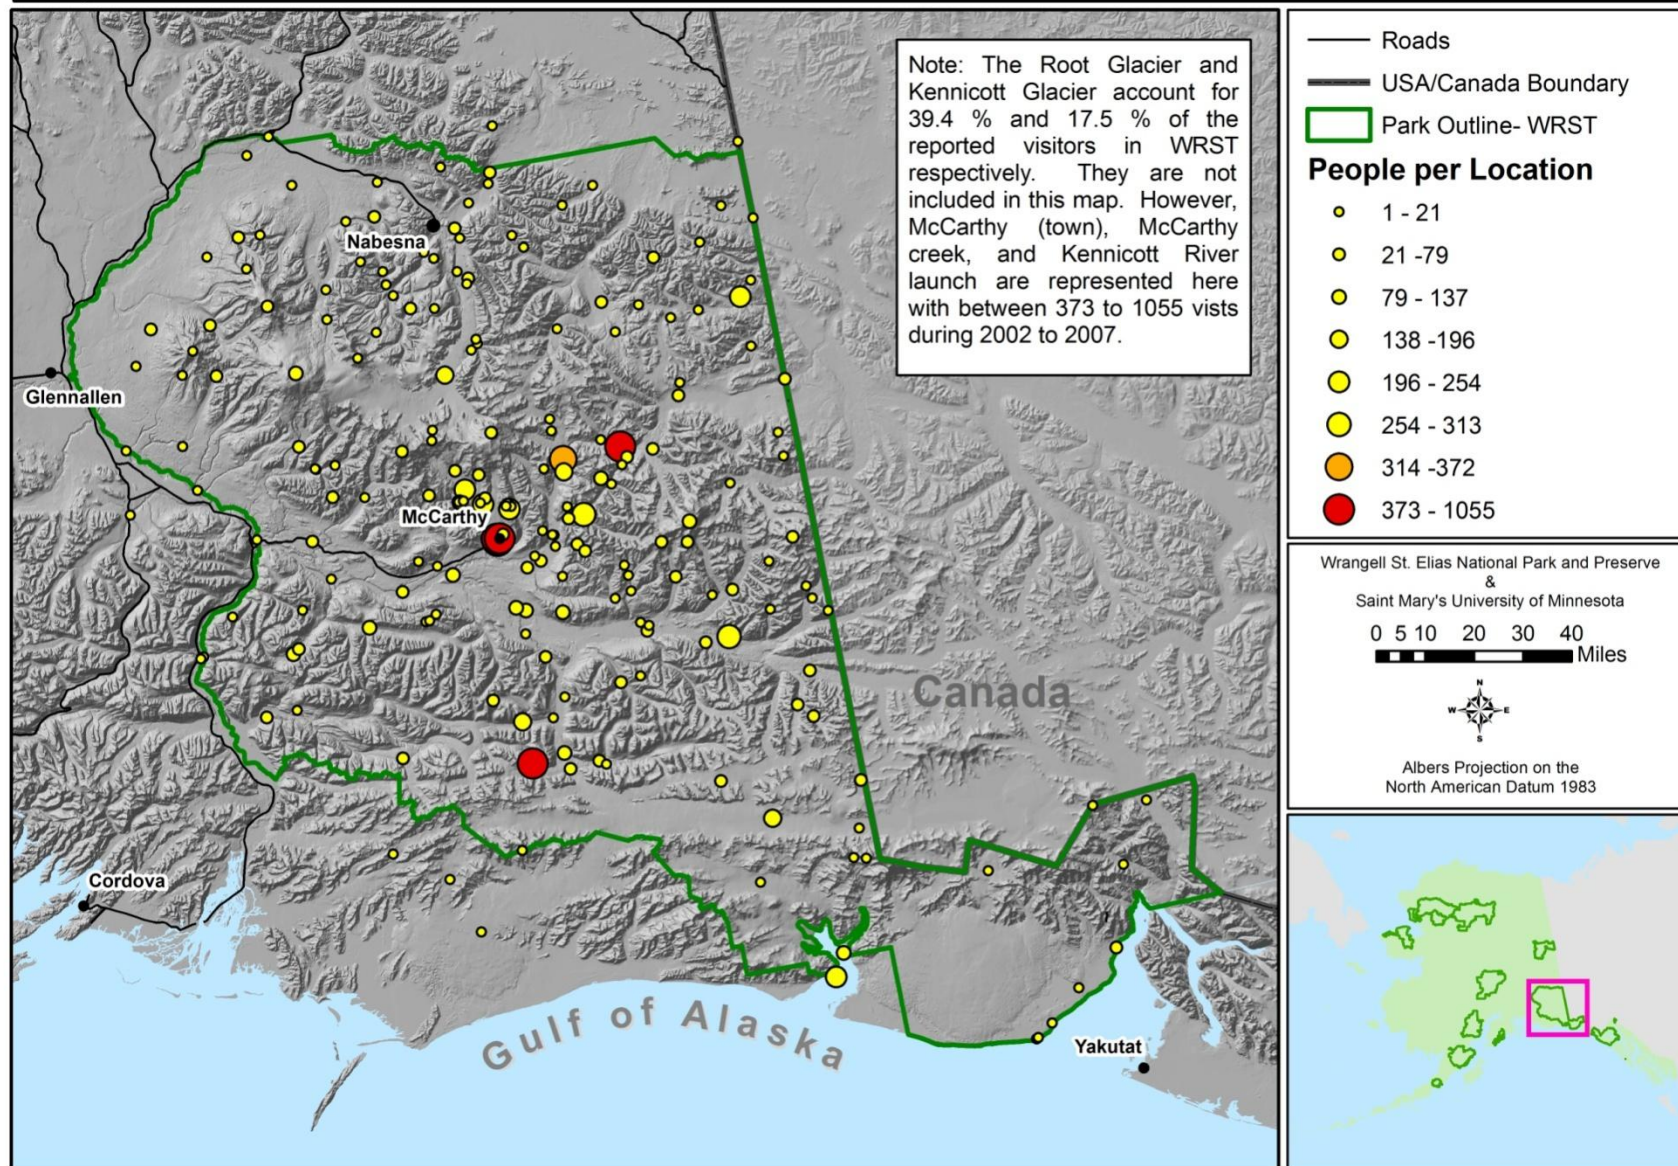 Note: The Root Glacier and
Kennicott Glacier account for
39.4 % and 17.5 % of the
reported visitors in WRST
respectively. They are not
included in this map. However,
McCarthy (town), McCarthy
creek, and Kennicott River
launch are represented here
with between 373 to 1055 vists
during 2002 to 2007.
Nabesna
Glennallen
McCarthy
Canada
Cordova
Gulf of Alaska
Yakutat
Roads
USA/Canada Boundary
Park Outline- WRST
People per Location
1 - 21
21 -79
79 - 137
138 -196
196 - 254
254 - 313
314 -372
373 - 1055
Wrangell St. Elias National Park and Preserve
&
Saint Mary's University of Minnesota
0 5 10 20 30 40
Miles
N
W E
S
Albers Projection on the
North American Datum 1983